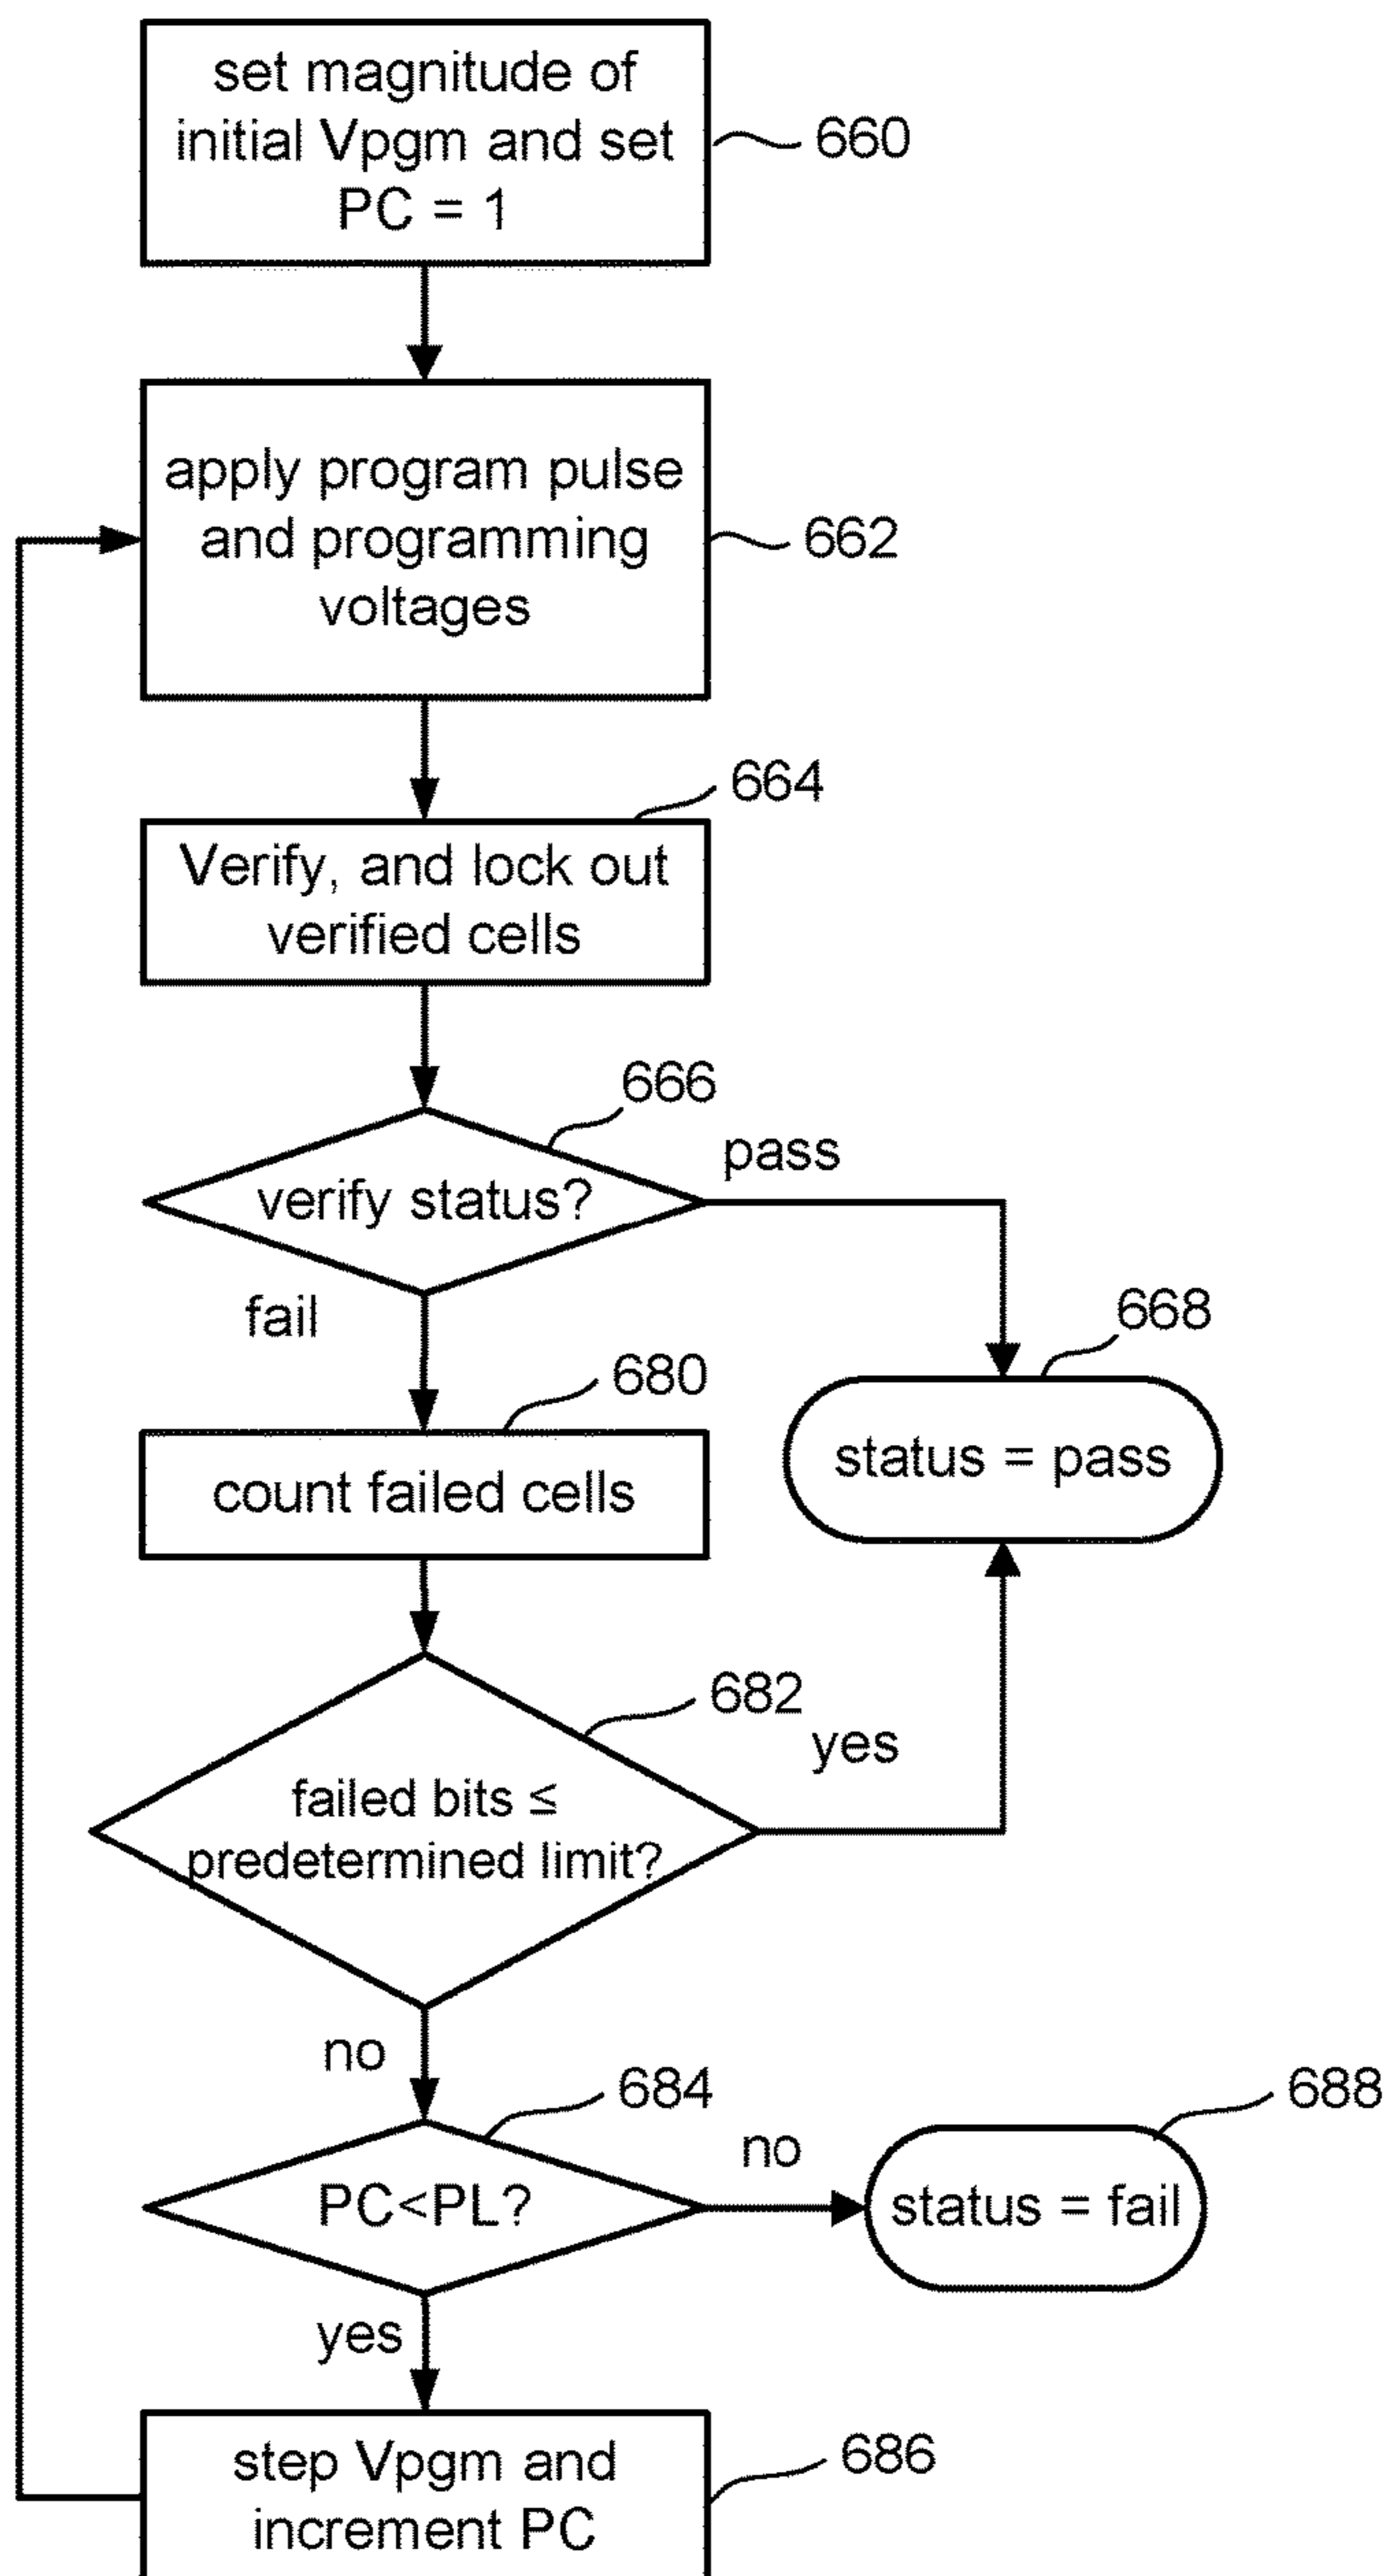 set magnitude of
initial Vpgm and set
PC = 1
660
apply program pulse
and programming
voltages
662
664
Verify, and lock out
verified cells
666
pass
verify status?
fail
668
680
status = pass
count failed cells
682
yes
failed bits ≤
predetermined limit?
no
684
688
no
PC<PL?
status = fail
yes
step Vpgm and
increment PC
686